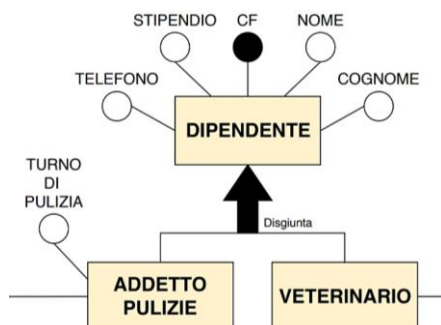 STIPENDIO CF NOME
TELEFONO COGNOME
DIPENDENTE
TURNO
DI
PULIZIA
Disgiunta
ADDETTO
PULIZIE
VETERINARIO